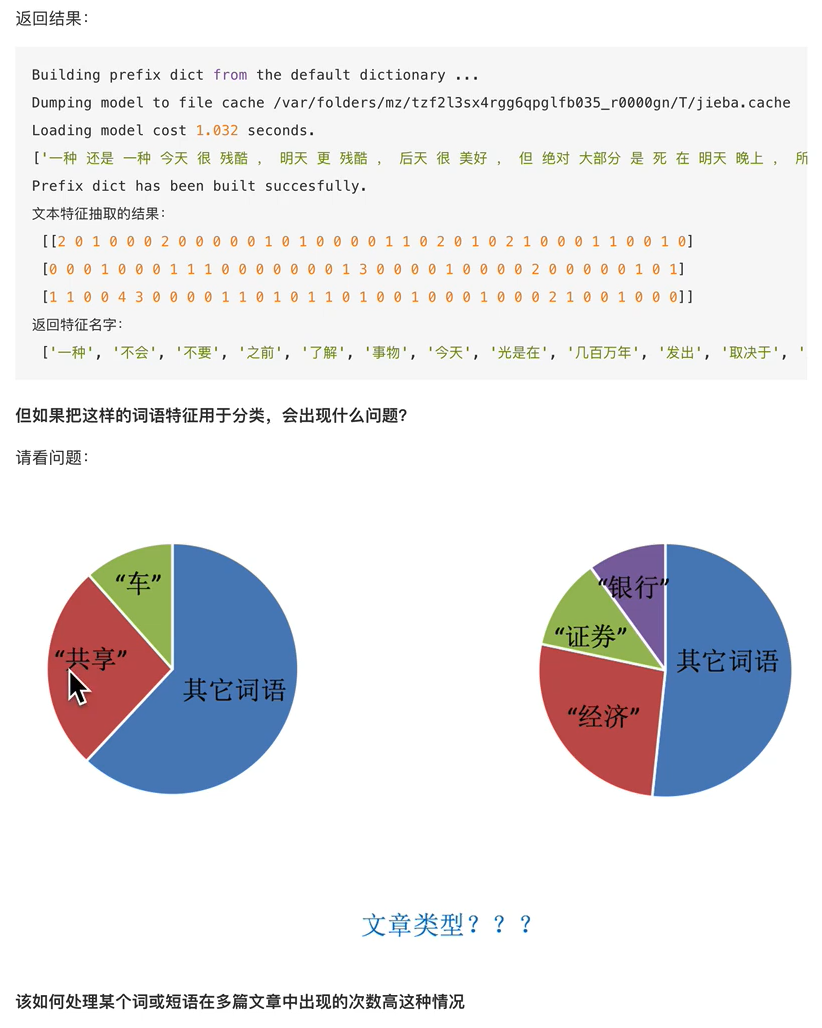 返回结果：
Building prefix dict from the default dictionary ...
Dumping model to file cache /var/folders/mz/tzf2l3sx4rgg6qpglfb035_r0000gn/T/jieba.cache
Loading model cost 1.032 seconds.
['一种 还是 一种 今天 很 残酷 ， 明天 更 残酷 ， 后天 很 美好 ， 但 绝对 大部分 是 死 在 明天 晚上 ， 所
Prefix dict has been built succesfully.
文本特征抽取的结果：
[[2 0 1 0 0 0 2 0 0 0 0 0 1 0 1 0 0 0 0 1 1 0 2 0 1 0 2 1 0 0 0 1 1 0 0 1 0]
[0 0 0 1 0 0 0 1 1 1 0 0 0 0 0 0 0 1 3 0 0 0 0 1 0 0 0 0 2 0 0 0 0 0 1 0 1]
[1 1 0 0 4 3 0 0 0 0 1 1 0 1 0 1 1 0 1 0 0 1 0 0 0 1 0 0 0 2 1 0 0 1 0 0 0]]
返回特征名字：
['一种', '不会', '不要', '之前', '了解', '事物', '今天', '光是在', '几百万年', '发出', '取决于', '
但如果把这样的词语特征用于分类，会出现什么问题？
请看问题：
“车”
“共享”
其它词语
“银行”
“证券”
“经济”
其它词语
文章类型？？？
该如何处理某个词或短语在多篇文章中出现的次数高这种情况